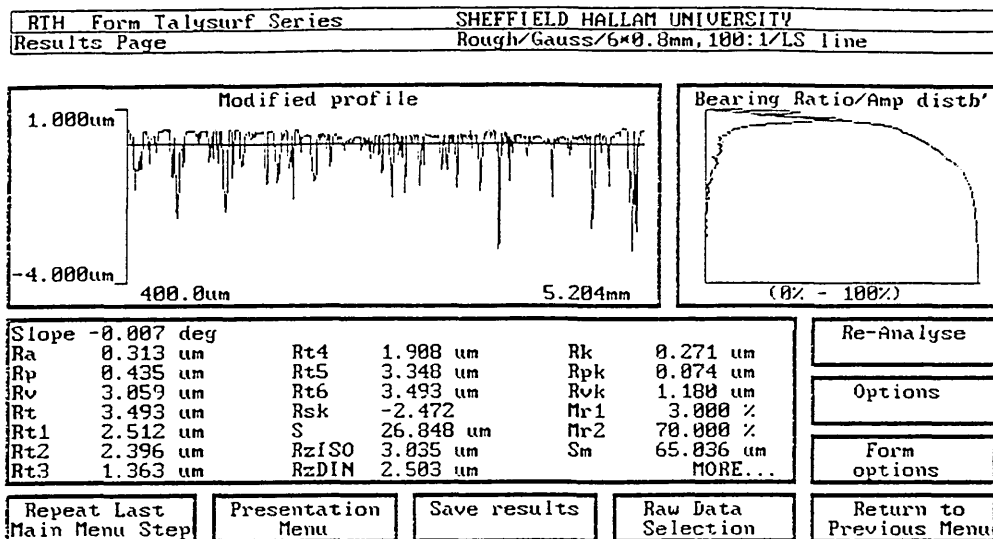 RTH Form Talysurf Series SHEFFIELD HALLAM UNIVERSITY
Results Page Rough/Gauss/6*0.8mm,100:1/LS line
Modified profile
1.000um
-4.000um
400.0um 5.204mm
Bearing Ratio/Amp distb'
(0% - 100%)
Slope -0.007 deg
Ra 0.313 um Rt4 1.908 um Rk 0.271 um
Rp 0.435 um Rt5 3.348 um Rpk 0.074 um
Rv 3.059 um Rt6 3.493 um Rvk 1.180 um
Rt 3.493 um Rsk -2.472 Mr1 3.000 %
Rt1 2.512 um S 26.848 um Mr2 70.000 %
Rt2 2.396 um RzISO 3.035 um Sm 65.036 um
Rt3 1.363 um RzDIN 2.503 um MORE...
Re-Analyse
Options
Form
options
Repeat Last
Main Menu Step
Presentation
Menu
Save results
Raw Data
Selection
Return to
Previous Menu